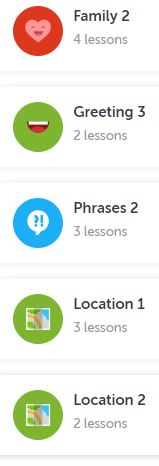 Family 2
4 lessons
Greeting 3
2 lessons
Phrases 2
3 lessons
Location 1
3 lessons
Location 2
2 lessons